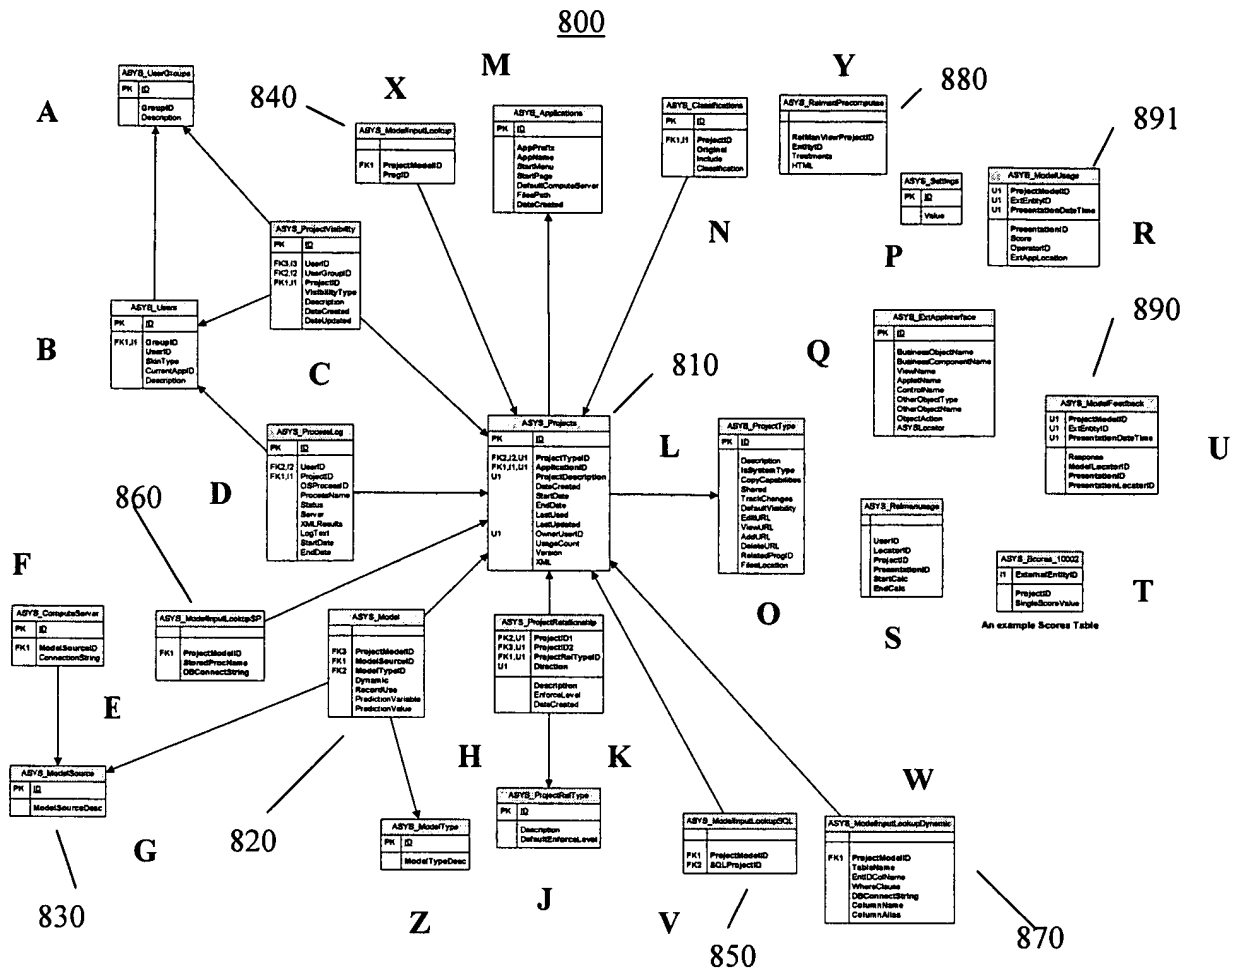 800
ASYS_UserGroups
PK ID
GroupID
Description
A
840
X
ASYS_ModelInputLookup
FK1 ProjectModelID
ProgID
M
ASYS_Applications
PK ID
AppPrefix
AppName
StartMenu
StartPage
DefaultComputeServer
FilesPath
DateCreated
ASYS_Classifications
PK ID
FK1,I1 ProjectID
Original
Include
Classification
N
Y
880
ASYS_RelmanPrecomputes
RelManViewProjectID
EntityID
Treatments
HTML
891
ASYS_Settings
PK ID
Value
P
ASYS_ModelUsage
U1 ProjectModelID
U1 ExtEntityID
U1 PresentationDateTime
PresentationID
Score
OperatorID
ExtAppLocation
R
ASYS_ProjectVisibility
PK ID
FK3,I3 UserID
FK2,I2 UserGroupID
FK1,I1 ProjectID
VisibilityType
Description
DateCreated
DateUpdated
C
ASYS_Users
PK ID
FK1,I1 GroupID
UserID
SkinType
CurrentAppID
Description
B
Q
ASYS_ExtAppInterface
PK ID
BusinessObjectName
BusinessComponentName
ViewName
AppletName
ControlName
OtherObjectType
OtherObjectName
ObjectAction
ASYSLocator
890
ASYS_ModelFeedback
U1 ProjectModelID
U1 ExtEntityID
U1 PresentationDateTime
Response
ModelLocatorID
PresentationID
PresentationLocatorID
U
810
ASYS_Projects
PK ID
FK2,I2,U1 ProjectTypeID
FK1,I1,U1 ApplicationID
U1 ProjectDescription
DateCreated
StartDate
EndDate
LastUsed
LastUpdated
U1 OwnerUserID
UsageCount
Version
XML
L
ASYS_ProjectType
PK ID
Description
IsSystemType
CopyCapabilities
Shared
TrackChanges
DefaultVisibility
EditURL
ViewURL
AddURL
DeleteURL
RelatedProgID
FilesLocation
O
ASYS_ProcessLog
PK ID
FK2,I2 UserID
FK1,I1 ProjectID
OSProcessID
ProcessName
Status
Server
XMLResults
LogText
StartDate
EndDate
D
860
ASYS_Relmanusage
UserID
LocatorID
ProjectID
PresentationID
StartCalc
EndCalc
S
ASYS_Scores_10002
I1 ExternalEntityID
ProjectID
SingleScoreValue
An example Scores Table
T
F
ASYS_ComputeServer
PK ID
FK1 ModelSourceID
ConnectionString
E
ASYS_ModelInputLookupSP
FK1 ProjectModelID
StoredProcName
DBConnectString
ASYS_Model
FK3 ProjectModelID
FK1 ModelSourceID
FK2 ModelTypeID
Dynamic
RecordUse
PredictionVariable
PredictionValue
820
ASYS_ProjectRelationship
FK2,U1 ProjectID1
FK3,U1 ProjectID2
FK1,U1 ProjectRelTypeID
U1 Direction
Description
EnforceLevel
DateCreated
H
K
ASYS_ModelSource
PK ID
ModelSourceDesc
830
G
ASYS_ModelType
PK ID
ModelTypeDesc
Z
ASYS_ProjectRelType
PK ID
Description
DefaultEnforceLevel
J
ASYS_ModelInputLookupSQL
FK1 ProjectModelID
FK2 SQLProjectID
V
850
W
ASYS_ModelInputLookupDynamic
FK1 ProjectModelID
TableName
EntIDColName
WhereClause
DBConnectString
ColumnName
ColumnAlias
870